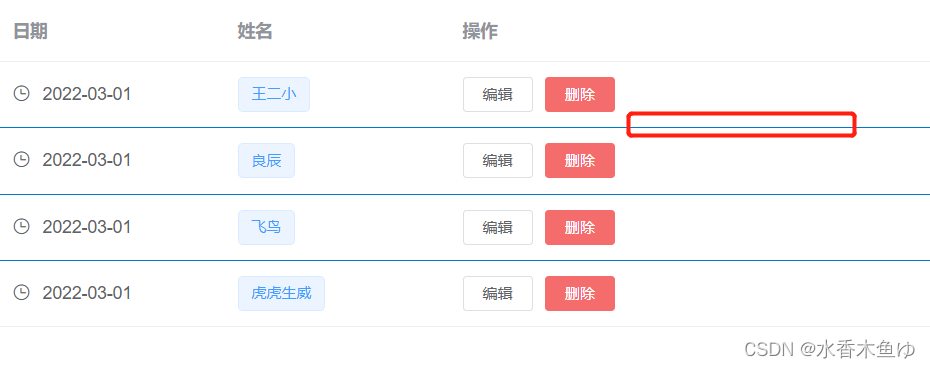 日期 姓名 操作
2022-03-01 王二小 编辑 删除
2022-03-01 良辰 编辑 删除
2022-03-01 飞鸟 编辑 删除
2022-03-01 虎虎生威 编辑 删除
CSDN @水香木鱼ゆ